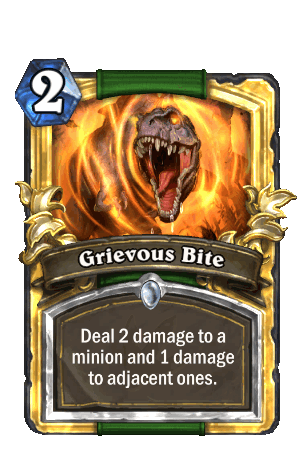 2
Grievous Bite
Deal 2 damage to a
minion and 1 damage
to adjacent ones.